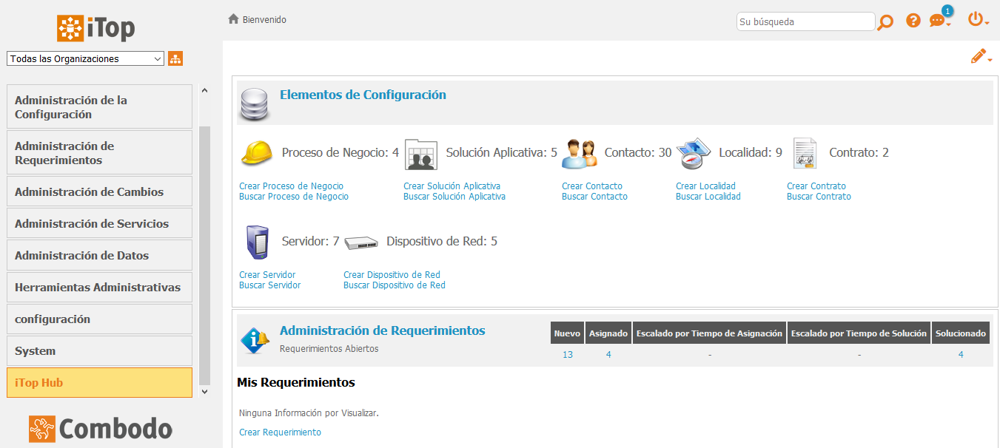 iTop
Todas las Organizaciones
Administración de la
Configuración
Administración de
Requerimientos
Administración de Cambios
Administración de Servicios
Administración de Datos
Herramientas Administrativas
configuración
System
iTop Hub
Combodo
Bienvenido
Su búsqueda
?
1
Elementos de Configuración
Proceso de Negocio: 4
Crear Proceso de Negocio
Buscar Proceso de Negocio
Solución Aplicativa: 5
Crear Solución Aplicativa
Buscar Solución Aplicativa
Contacto: 30
Crear Contacto
Buscar Contacto
Localidad: 9
Crear Localidad
Buscar Localidad
Contrato: 2
Crear Contrato
Buscar Contrato
Servidor: 7
Crear Servidor
Buscar Servidor
Dispositivo de Red: 5
Crear Dispositivo de Red
Buscar Dispositivo de Red
Administración de Requerimientos
Requerimientos Abiertos
Nuevo Asignado Escalado por Tiempo de Asignación Escalado por Tiempo de Solución Solucionado
13 4 - - 4
Mis Requerimientos
Ninguna Información por Visualizar.
Crear Requerimiento